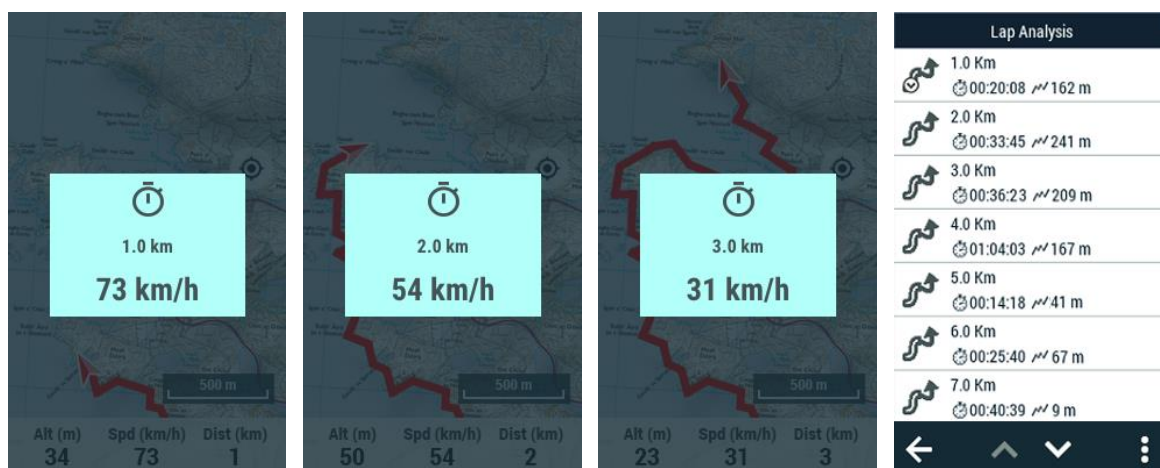 1.0 km
73 km/h
500 m
Alt (m) Spd (km/h) Dist (km)
34 73 1
2.0 km
54 km/h
500 m
Alt (m) Spd (km/h) Dist (km)
50 54 2
3.0 km
31 km/h
500 m
Alt (m) Spd (km/h) Dist (km)
23 31 3
Lap Analysis
1.0 Km
00:20:08 162 m
2.0 Km
00:33:45 241 m
3.0 Km
00:36:23 209 m
4.0 Km
01:04:03 167 m
5.0 Km
00:14:18 41 m
6.0 Km
00:25:40 67 m
7.0 Km
00:40:39 9 m